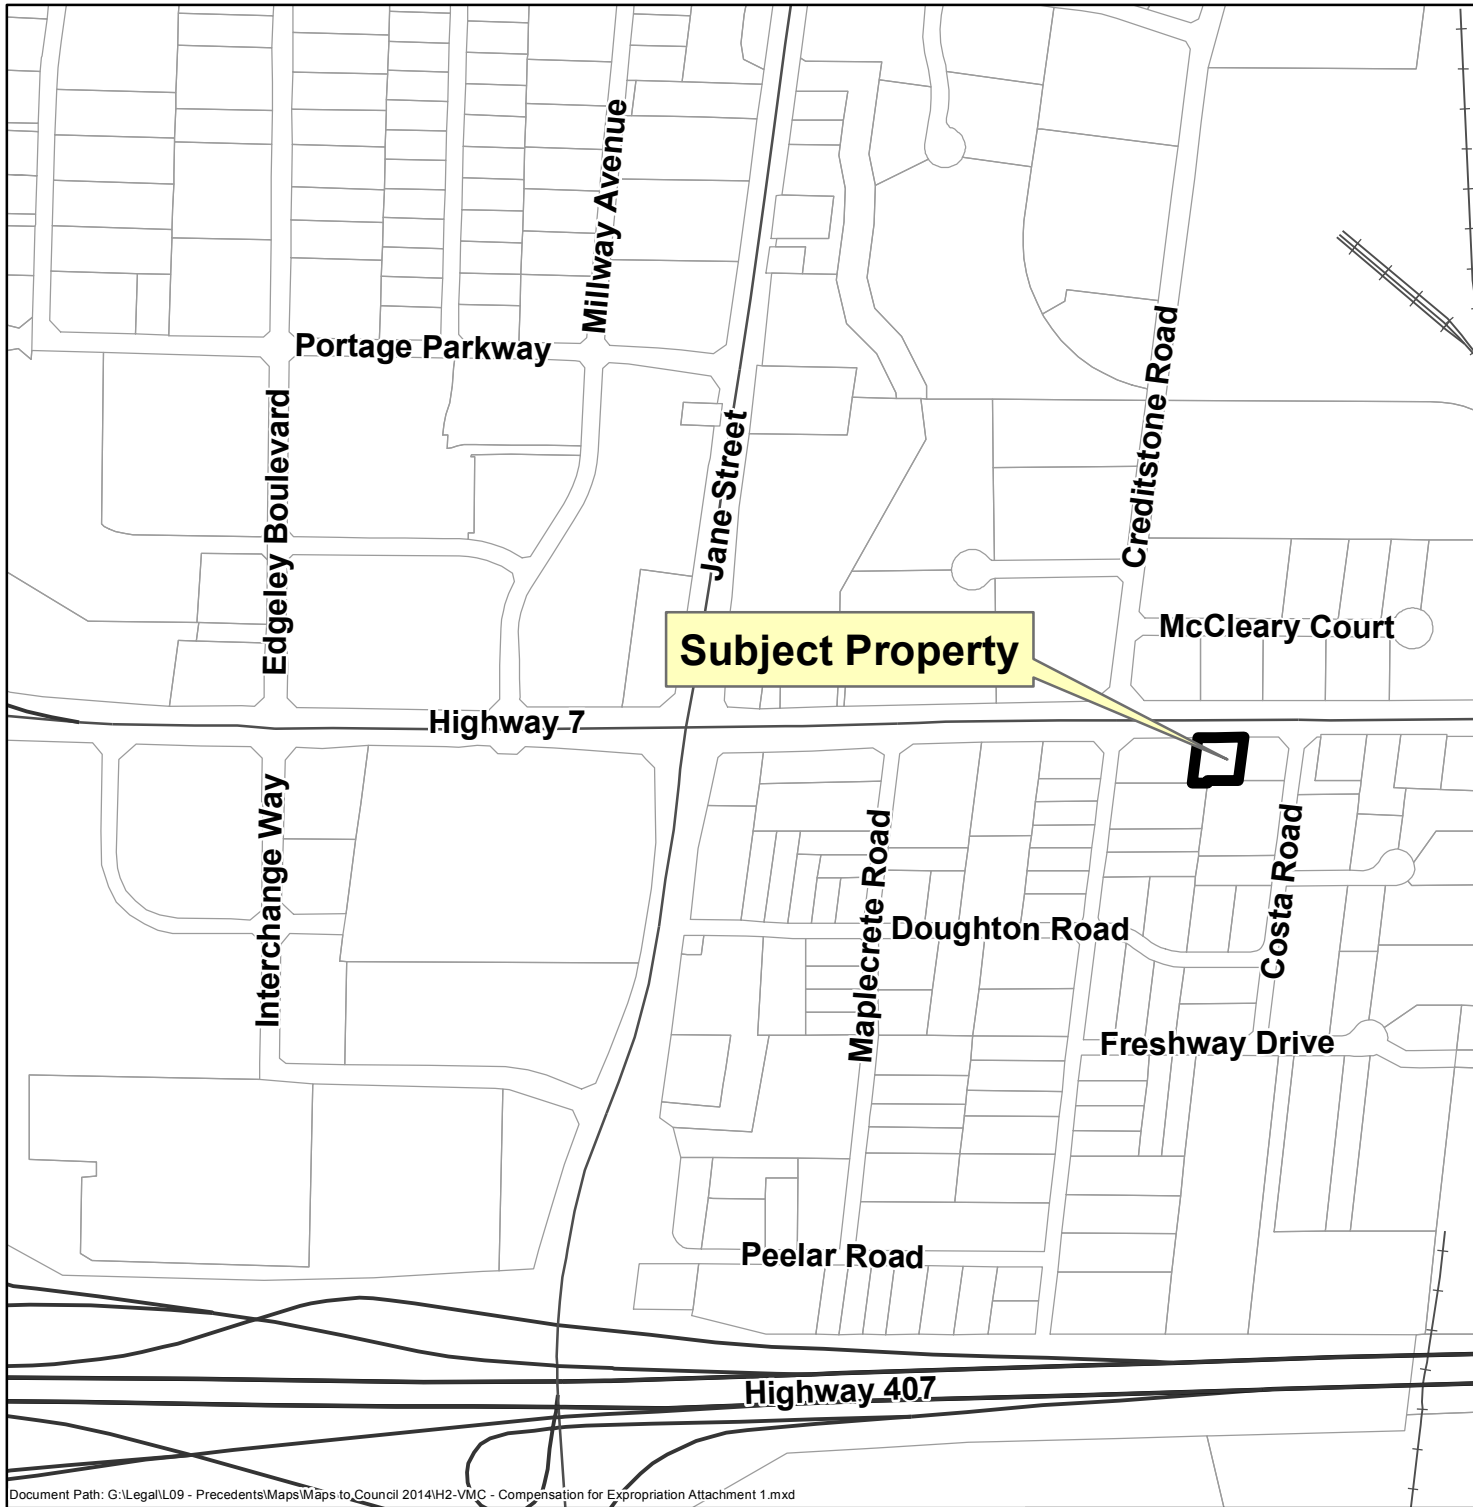 Millway Avenue
Portage Parkway
Edgeley Boulevard
Jane Street
Creditstone Road
McCleary Court
Subject Property
Highway 7
Interchange Way
Maplecrete Road
Doughton Road
Costa Road
Freshway Drive
Peelar Road
Highway 407
Document Path: G:\Legal\L09 - Precedents\Maps\Maps to Council 2014\H2-VMC - Compensation for Expropriation Attachment 1.mxd